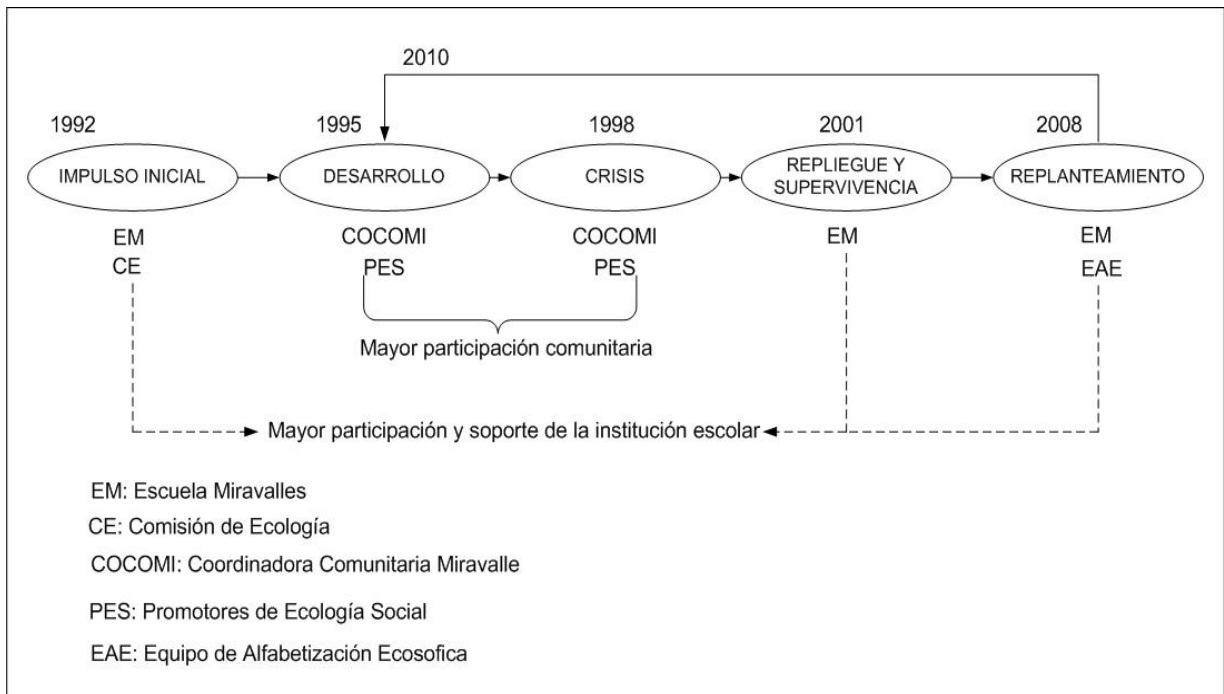 2010
1992
1995
1998
2001
2008
IMPULSO INICIAL
DESARROLLO
CRISIS
REPLIEGUE Y
SUPERVIVENCIA
REPLANTEAMIENTO
EM
CE
COCOMI
PES
COCOMI
PES
EM
EM
EAE
Mayor participación comunitaria
Mayor participación y soporte de la institución escolar
EM: Escuela Miravalles
CE: Comisión de Ecología
COCOMI: Coordinadora Comunitaria Miravalle
PES: Promotores de Ecología Social
EAE: Equipo de Alfabetización Ecosofica